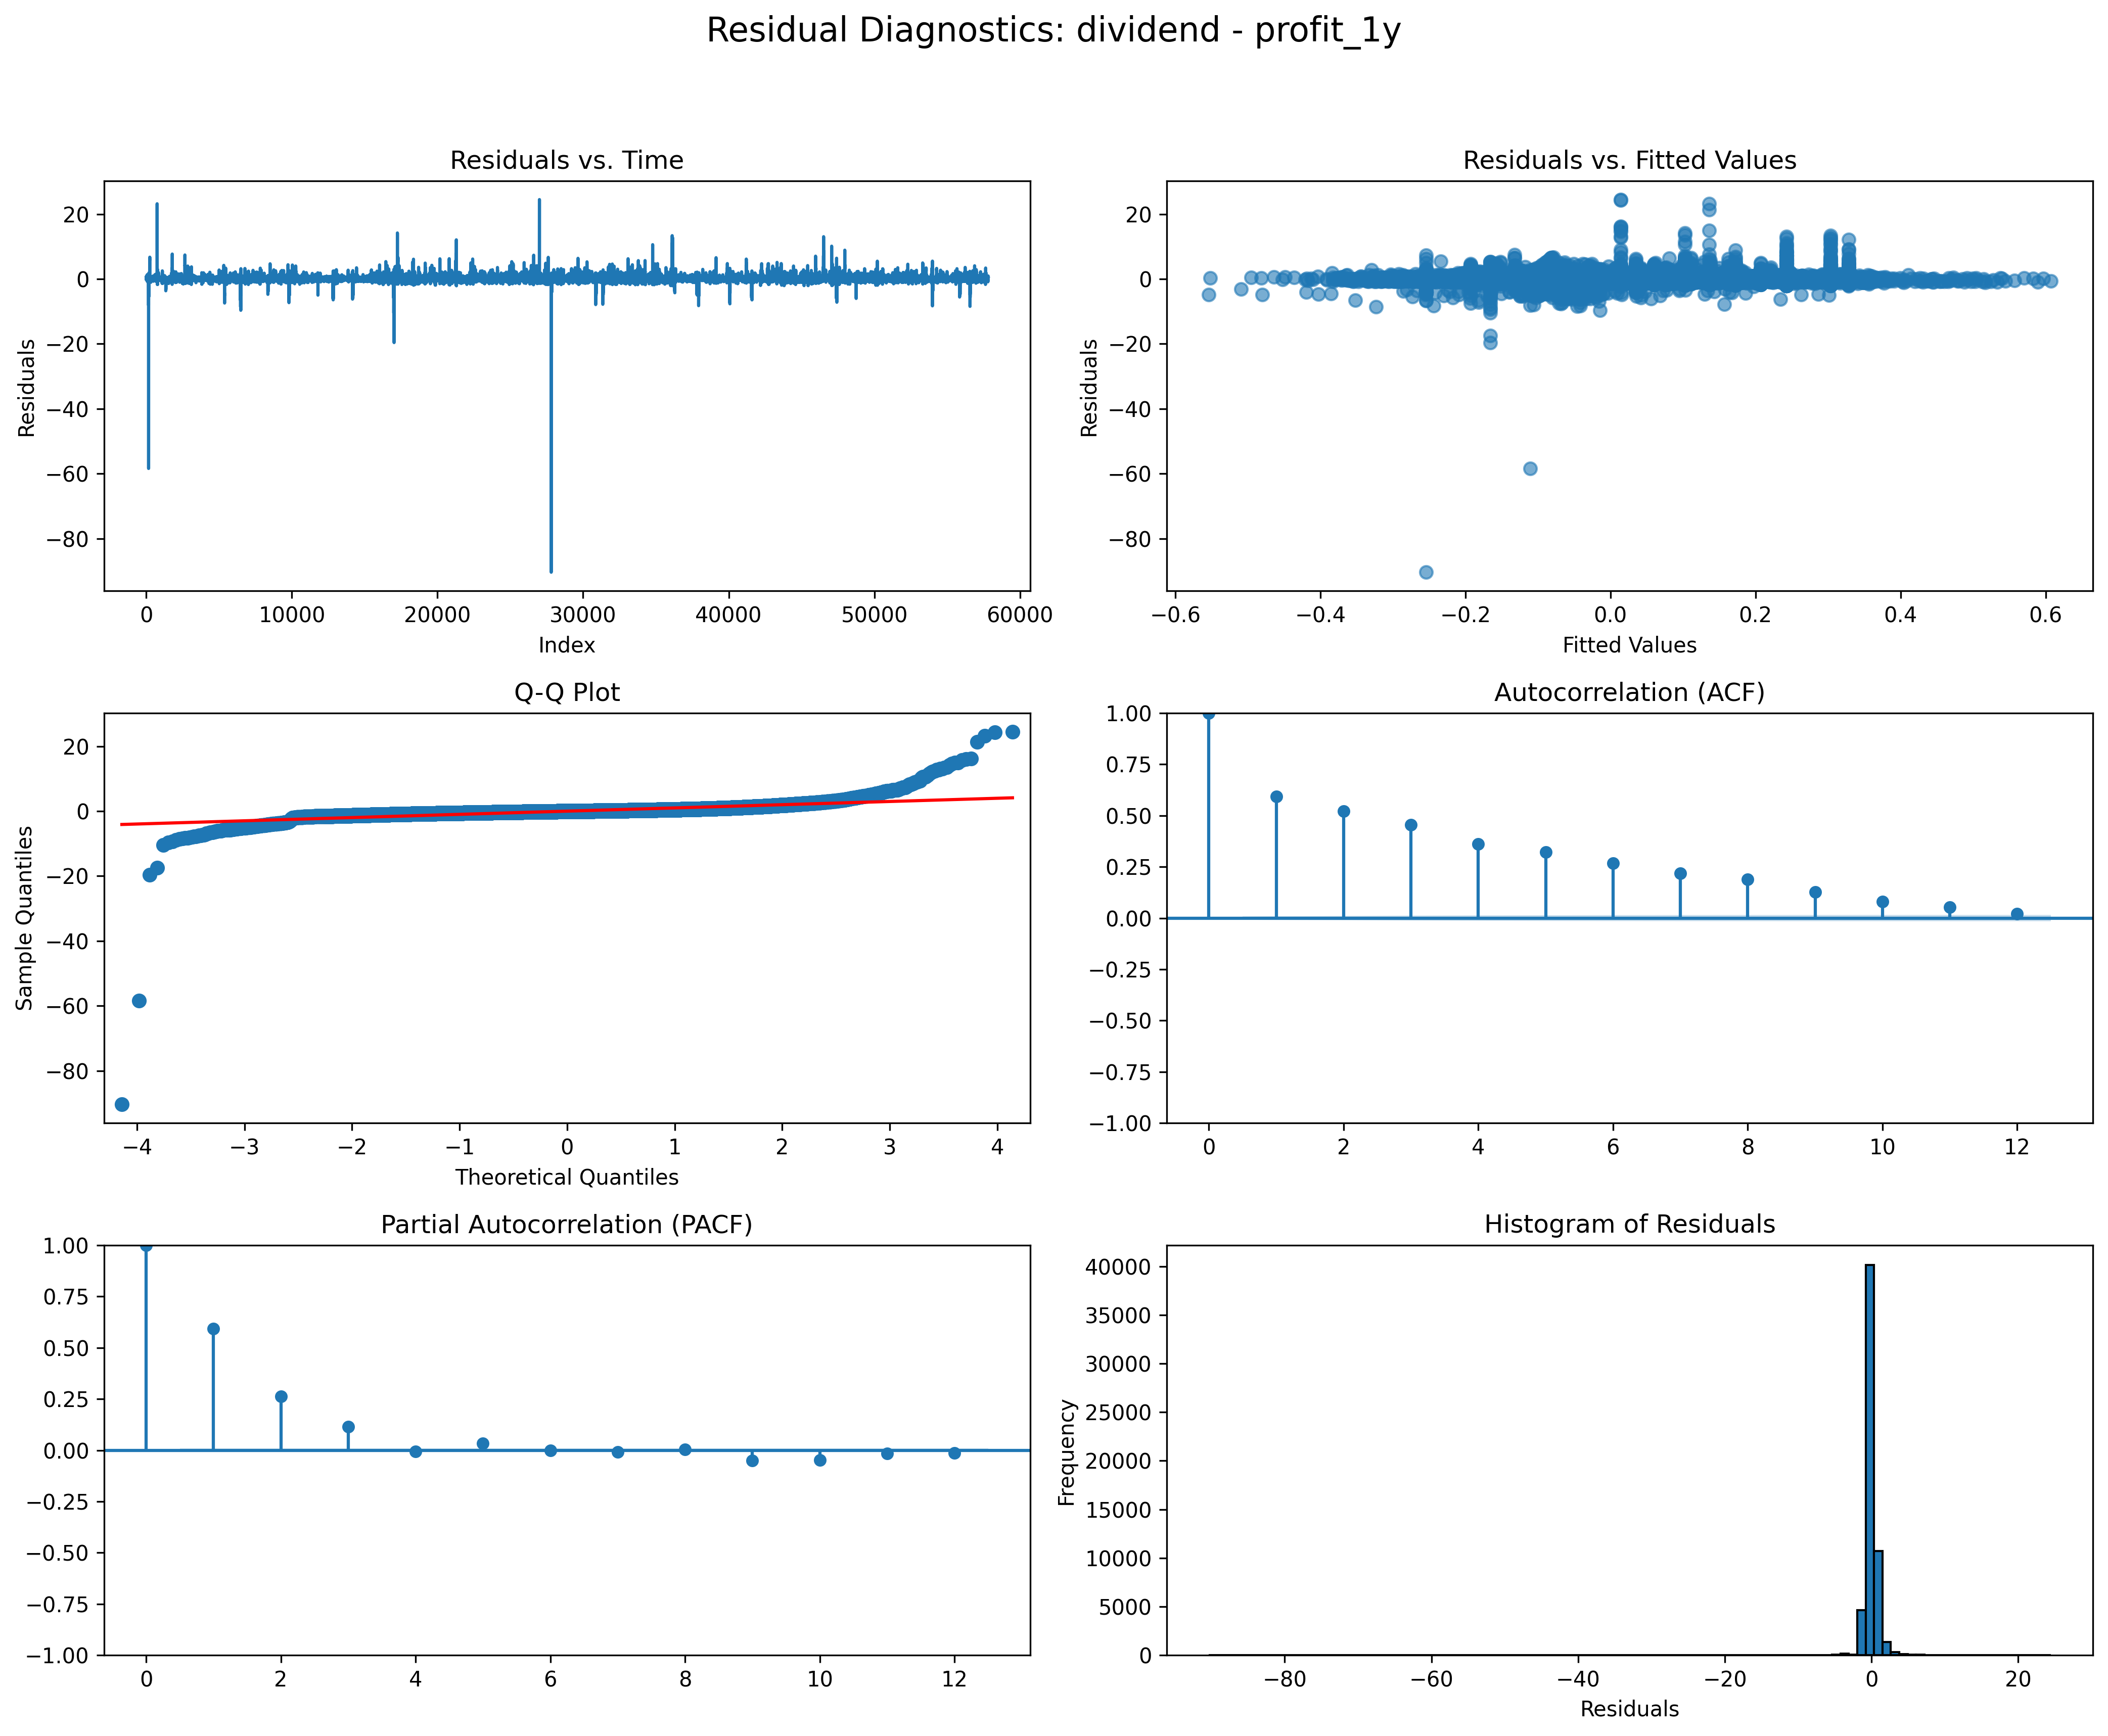 Residual Diagnostics: dividend - profit_1y
Residuals vs. Time
20
0
−20
−40
−60
−80
Residuals
0 10000 20000 30000 40000 50000 60000
Index
Residuals vs. Fitted Values
20
0
−20
−40
−60
−80
Residuals
−0.6 −0.4 −0.2 0.0 0.2 0.4 0.6
Fitted Values
Q-Q Plot
20
0
−20
−40
−60
−80
Sample Quantiles
−4 −3 −2 −1 0 1 2 3 4
Theoretical Quantiles
Autocorrelation (ACF)
1.00
0.75
0.50
0.25
0.00
−0.25
−0.50
−0.75
−1.00
0 2 4 6 8 10 12
Partial Autocorrelation (PACF)
1.00
0.75
0.50
0.25
0.00
−0.25
−0.50
−0.75
−1.00
0 2 4 6 8 10 12
Histogram of Residuals
40000
35000
30000
25000
20000
15000
10000
5000
0
Frequency
−80 −60 −40 −20 0 20
Residuals